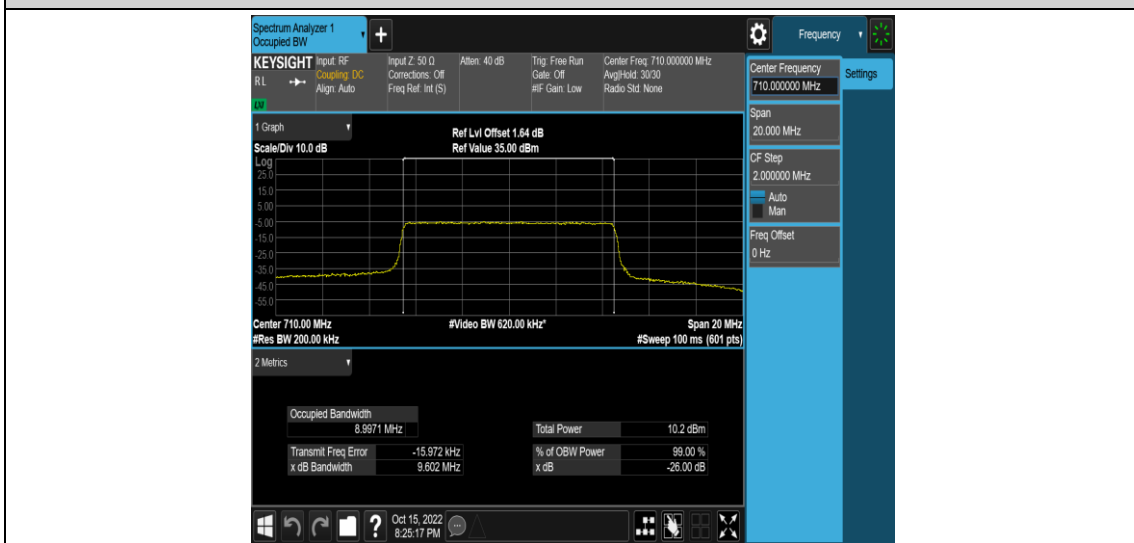 Spectrum Analyzer 1
Occupied BW
+
Frequency
KEYSIGHT Input: RF Input Z: 50 Ω Atten: 40 dB Trig: Free Run Center Freq: 710.000000 MHz
RL Coupling: DC Corrections: Off Gate: Off Avg|Hold: 30/30
Align: Auto Freq Ref: Int (S) #IF Gain: Low Radio Std: None
LXI
Center Frequency
710.000000 MHz
Settings
Span
20.000 MHz
CF Step
2.000000 MHz
Auto
Man
Freq Offset
0 Hz
1 Graph
Ref Lvl Offset 1.64 dB
Scale/Div 10.0 dB Ref Value 35.00 dBm
Log
25.0
15.0
5.00
-5.00
-15.0
-25.0
-35.0
-45.0
-55.0
Center 710.00 MHz #Video BW 620.00 kHz* Span 20 MHz
#Res BW 200.00 kHz #Sweep 100 ms (601 pts)
2 Metrics
Occupied Bandwidth
8.9971 MHz Total Power 10.2 dBm
Transmit Freq Error -15.972 kHz % of OBW Power 99.00 %
x dB Bandwidth 9.602 MHz x dB -26.00 dB
? Oct 15, 2022
8:25:17 PM